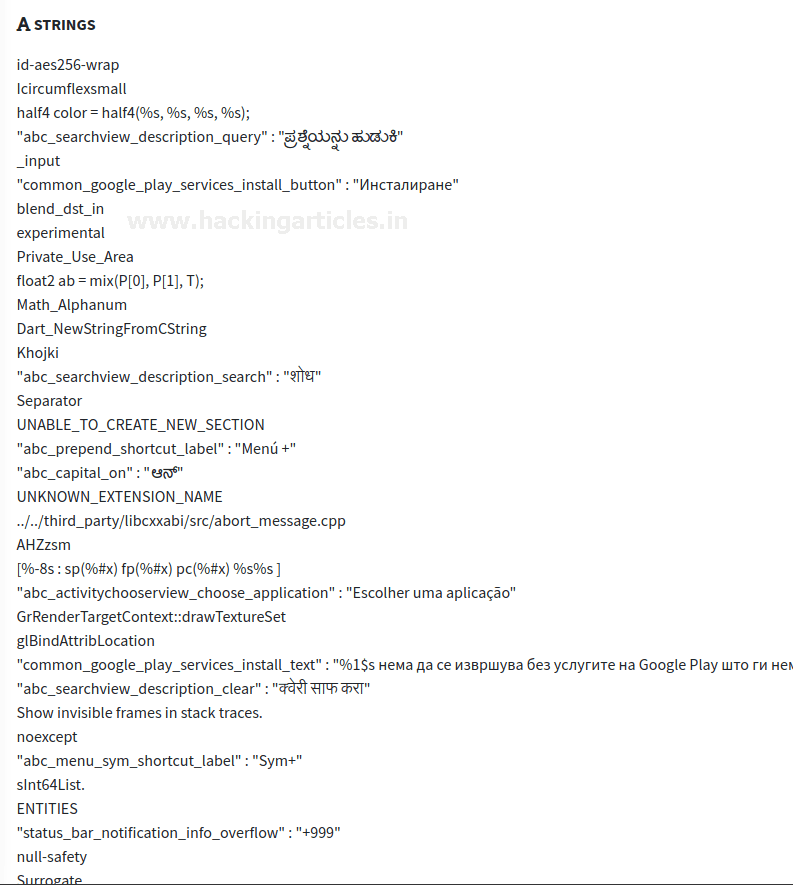 A STRINGS
id-aes256-wrap
Icircumflexsmall
half4 color = half4(%s, %s, %s, %s);
"abc_searchview_description_query" : "ಪ್ರಶ್ನೆಯನ್ನು ಹುಡುಕಿ"
_input
"common_google_play_services_install_button" : "Инсталиране"
blend_dst_in
www.hackingarticles.in
experimental
Private_Use_Area
float2 ab = mix(P[0], P[1], T);
Math_Alphanum
Dart_NewStringFromCString
Khojki
"abc_searchview_description_search" : "शोध"
Separator
UNABLE_TO_CREATE_NEW_SECTION
"abc_prepend_shortcut_label" : "Menú +"
"abc_capital_on" : "ಆನ್"
UNKNOWN_EXTENSION_NAME
../../third_party/libcxxabi/src/abort_message.cpp
AHZzsm
[%-8s : sp(%#x) fp(%#x) pc(%#x) %s%s ]
"abc_activitychooserview_choose_application" : "Escolher uma aplicação"
GrRenderTargetContext::drawTextureSet
glBindAttribLocation
"common_google_play_services_install_text" : "%1$s нема да се извршува без услугите на Google Play што ги нем
"abc_searchview_description_clear" : "क्वेरी साफ करा"
Show invisible frames in stack traces.
noexcept
"abc_menu_sym_shortcut_label" : "Sym+"
sInt64List.
ENTITIES
"status_bar_notification_info_overflow" : "+999"
null-safety
Surrogate